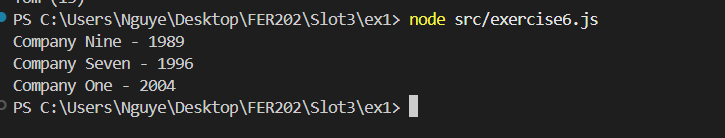 PS C:\Users\Nguye\Desktop\FER202\Slot3\ex1> node src/exercise6.js
Company Nine - 1989
Company Seven - 1996
Company One - 2004
PS C:\Users\Nguye\Desktop\FER202\Slot3\ex1>